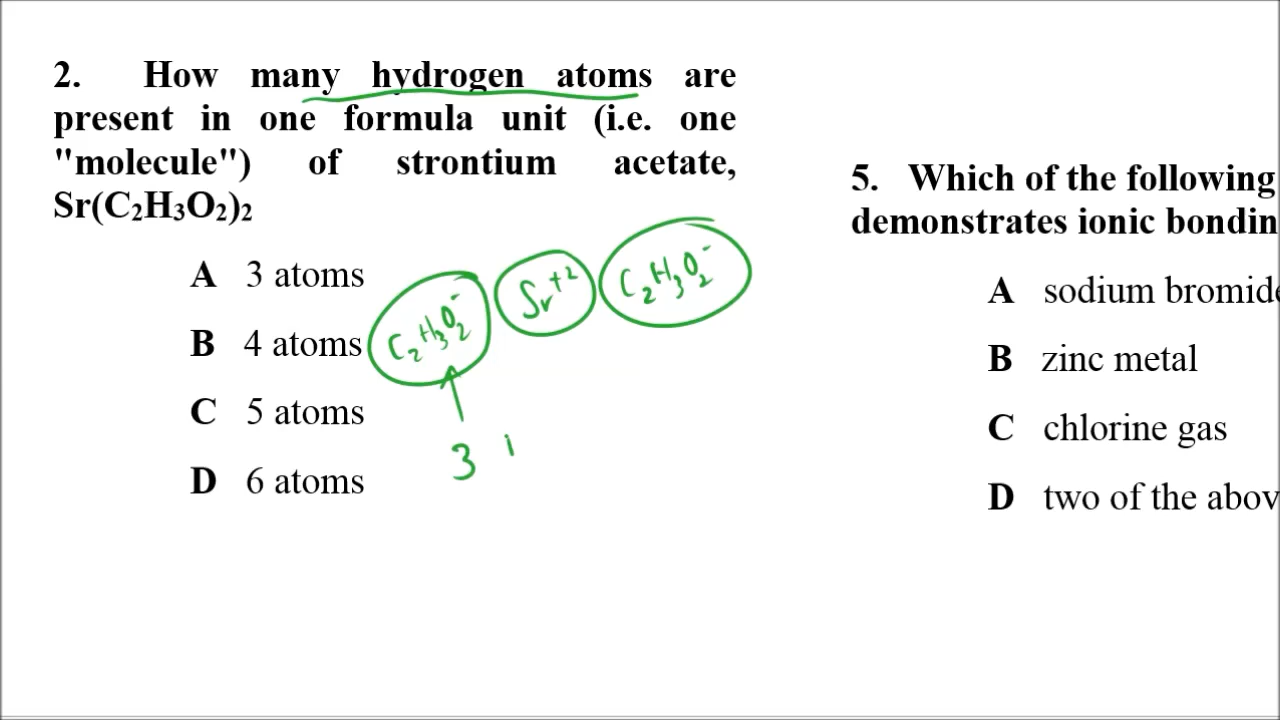 2. How many hydrogen atoms are
present in one formula unit (i.e. one
"molecule") of strontium acetate,
Sr(C₂H₃O₂)₂
A 3 atoms
B 4 atoms
C 5 atoms
D 6 atoms
C₂H₃O₂⁻ Sr⁺² C₂H₃O₂⁻
3
5. Which of the following
demonstrates ionic bondin
A sodium bromide
B zinc metal
C chlorine gas
D two of the abov